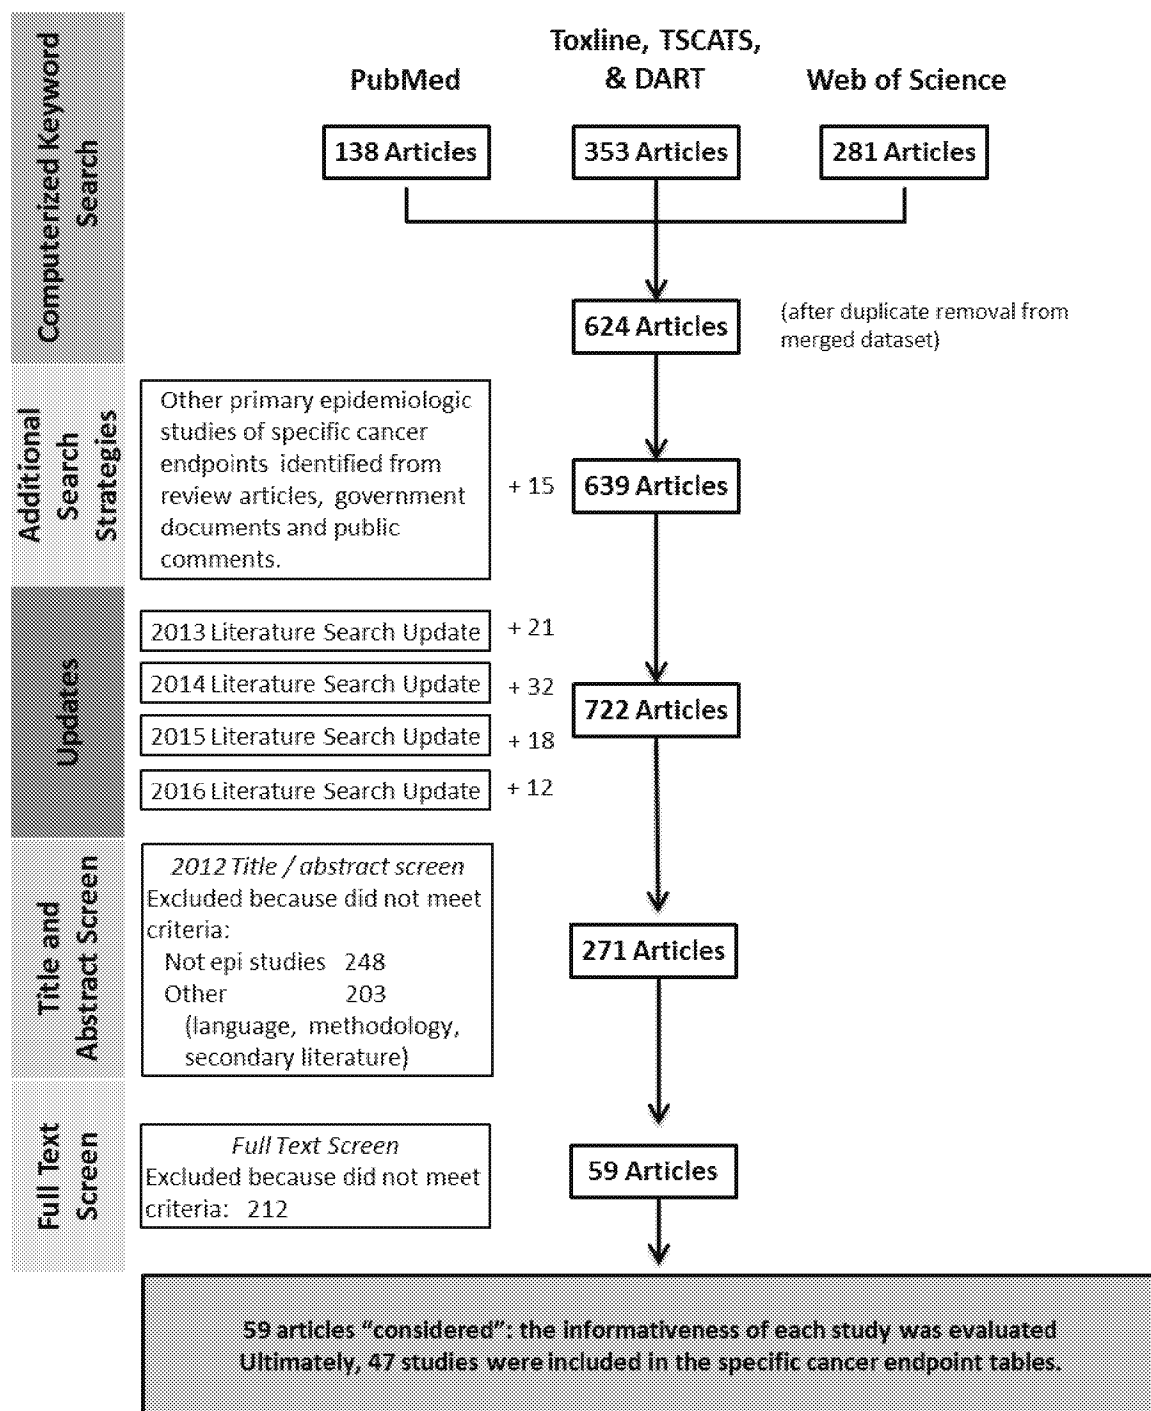 Computerized Keyword
Search
PubMed
Toxline, TSCATS,
& DART
Web of Science
138 Articles
353 Articles
281 Articles
624 Articles
(after duplicate removal from
merged dataset)
Additional
Search
Strategies
Other primary epidemiologic
studies of specific cancer
endpoints identified from
review articles, government
documents and public
comments.
+ 15
639 Articles
Updates
2013 Literature Search Update
+ 21
2014 Literature Search Update
+ 32
2015 Literature Search Update
+ 18
2016 Literature Search Update
+ 12
722 Articles
Title and
Abstract Screen
2012 Title / abstract screen
Excluded because did not meet
criteria:
Not epi studies 248
Other 203
(language, methodology,
secondary literature)
271 Articles
Full Text
Screen
Full Text Screen
Excluded because did not meet
criteria: 212
59 Articles
59 articles “considered”: the informativeness of each study was evaluated
Ultimately, 47 studies were included in the specific cancer endpoint tables.